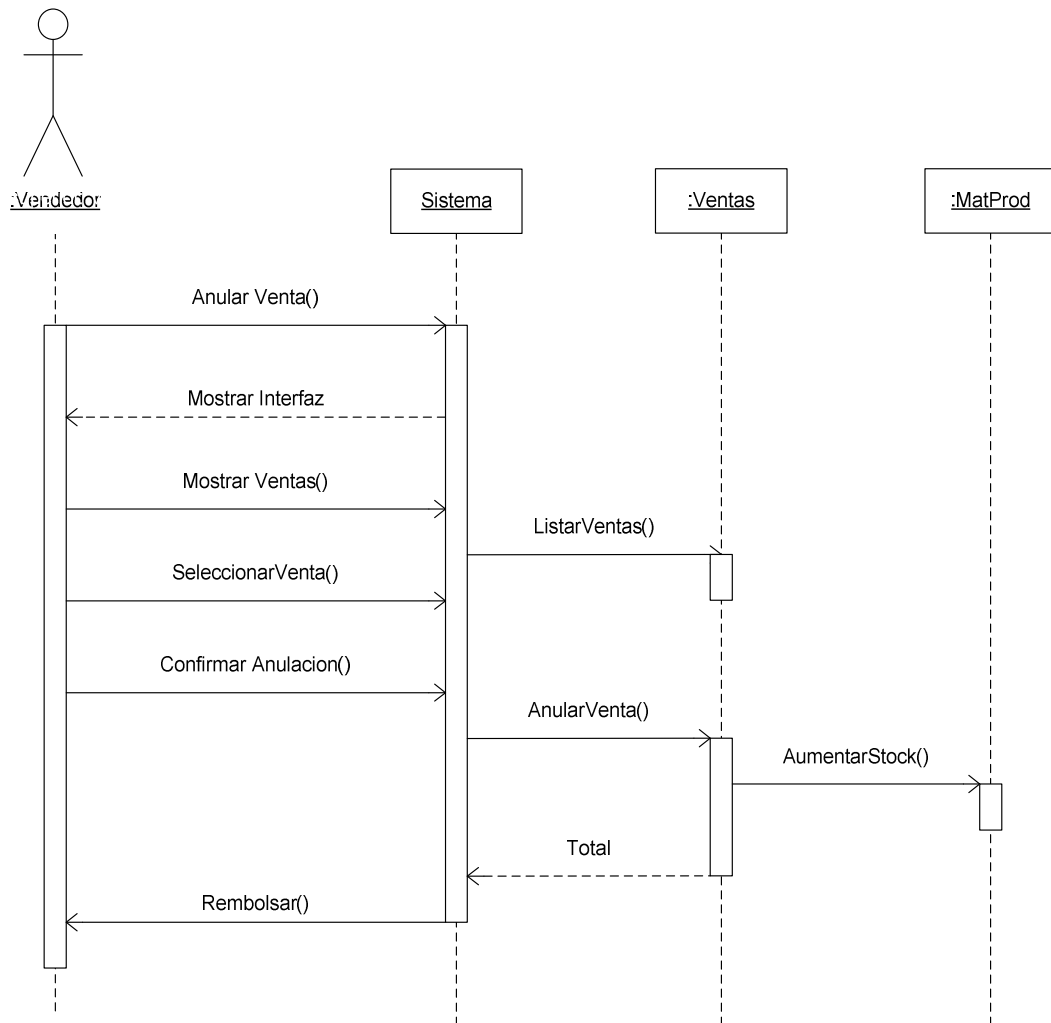 :Vendedor
Sistema
:Ventas
:MatProd
Anular Venta()
Mostrar Interfaz
Mostrar Ventas()
ListarVentas()
SeleccionarVenta()
Confirmar Anulacion()
AnularVenta()
AumentarStock()
Total
Rembolsar()